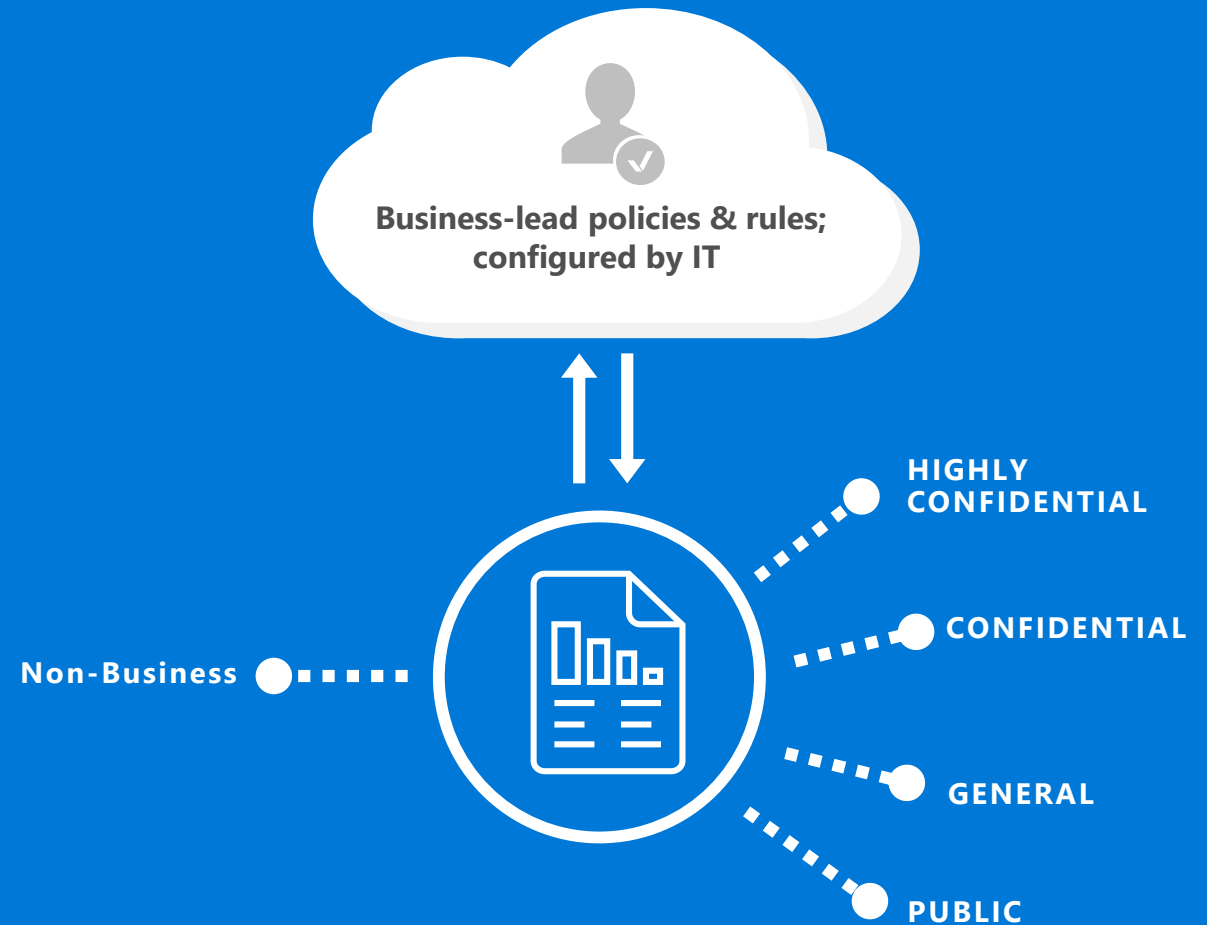 Business-lead policies & rules;
configured by IT
HIGHLY
CONFIDENTIAL
CONFIDENTIAL
Non-Business
GENERAL
PUBLIC